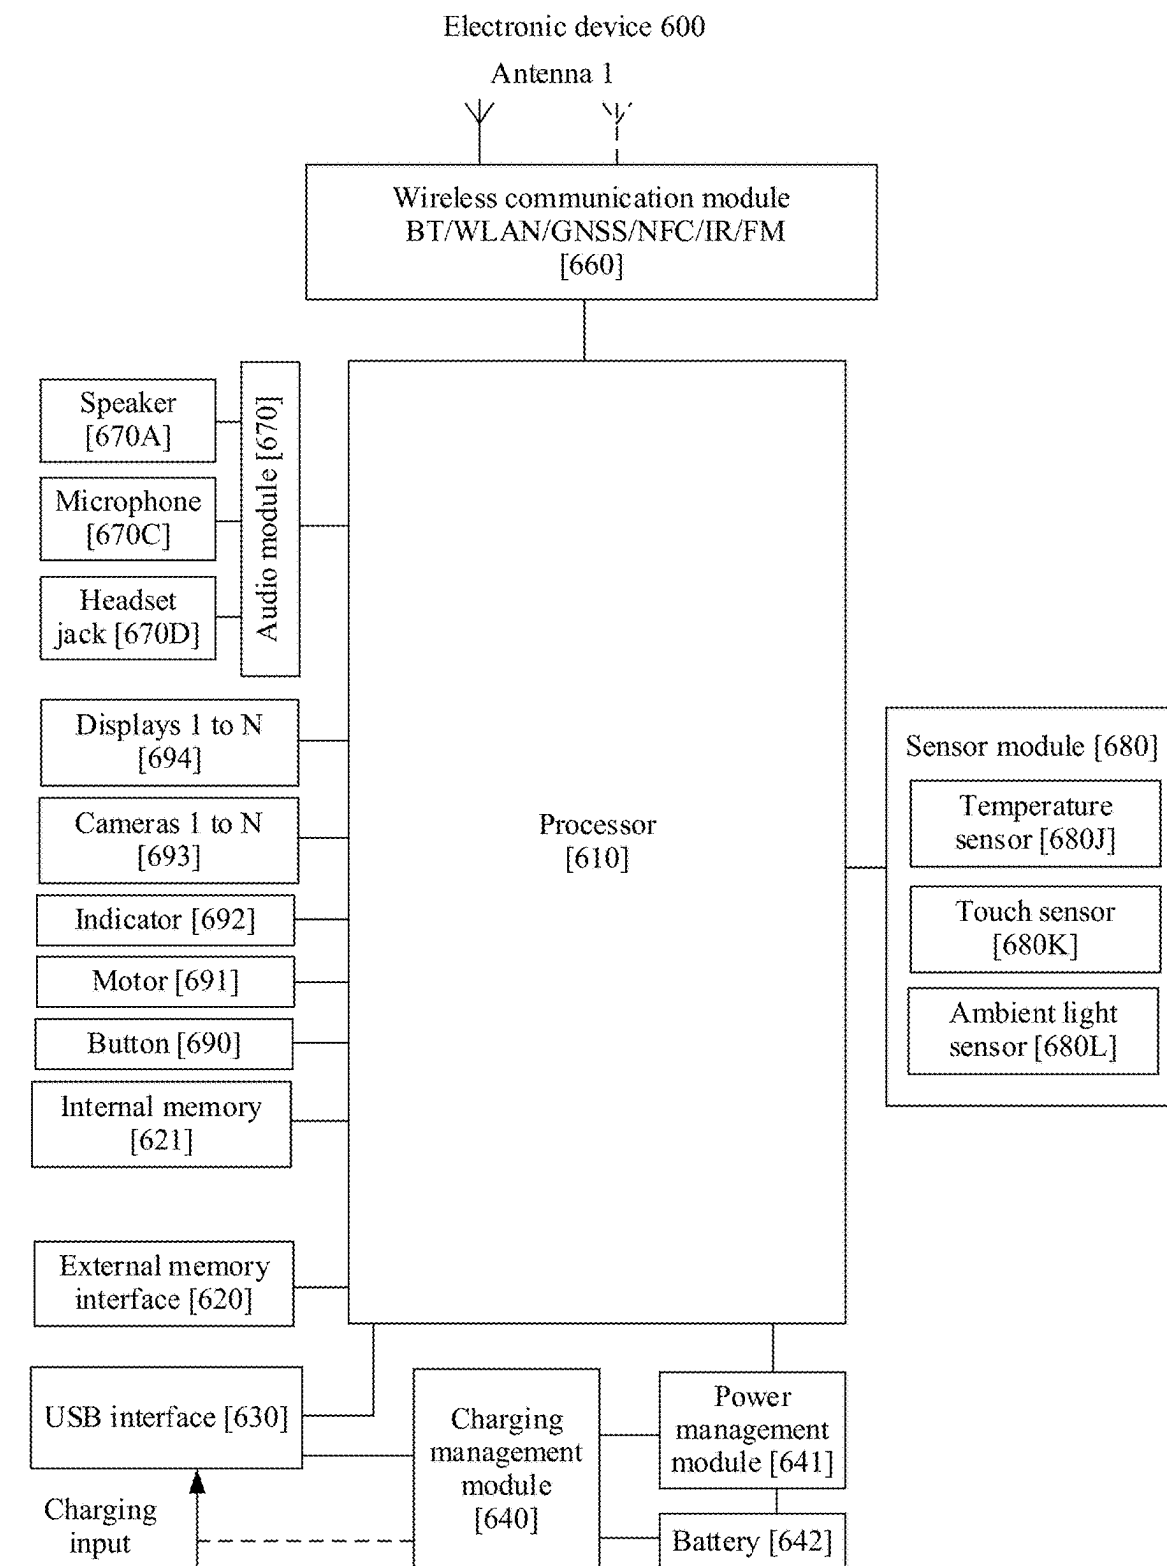 Electronic device 600
Antenna 1
Wireless communication module
BT/WLAN/GNSS/NFC/IR/FM
[660]
Speaker
[670A]
Microphone
[670C]
Headset
jack [670D]
Audio module [670]
Displays 1 to N
[694]
Cameras 1 to N
[693]
Indicator [692]
Motor [691]
Button [690]
Internal memory
[621]
External memory
interface [620]
Processor
[610]
Sensor module [680]
Temperature
sensor [680J]
Touch sensor
[680K]
Ambient light
sensor [680L]
USB interface [630]
Charging
management
module
[640]
Power
management
module [641]
Battery [642]
Charging
input